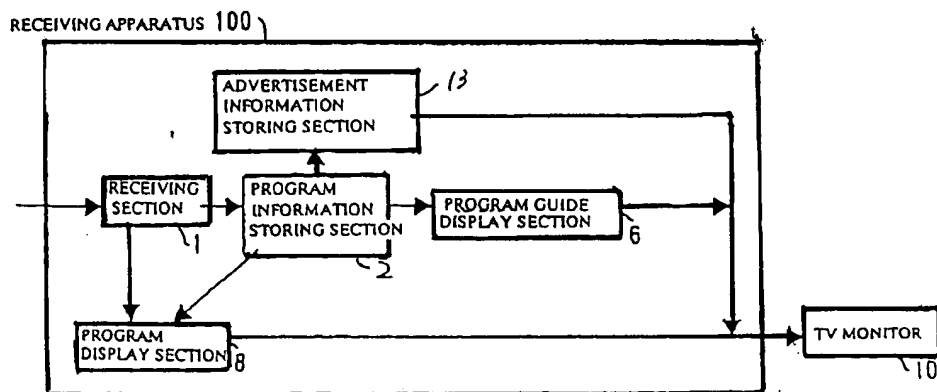 RECEIVING APPARATUS 100
ADVERTISEMENT
INFORMATION
STORING SECTION
13
RECEIVING
SECTION
1
PROGRAM
INFORMATION
STORING SECTION
2
PROGRAM GUIDE
DISPLAY SECTION
6
PROGRAM
DISPLAY SECTION
8
TV MONITOR
10